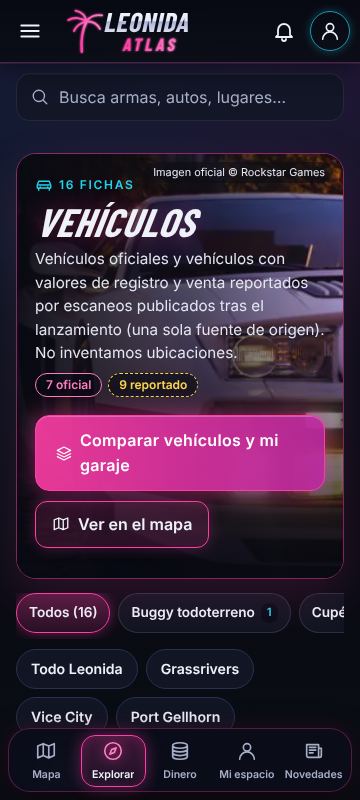 LEONIDA
ATLAS
Busca armas, autos, lugares...
Imagen oficial © Rockstar Games
16 FICHAS
VEHÍCULOS
Vehículos oficiales y vehículos con
valores de registro y venta reportados
por escaneos publicados tras el
lanzamiento (una sola fuente de origen).
No inventamos ubicaciones.
7 oficial
9 reportado
Comparar vehículos y mi
garaje
Ver en el mapa
Todos (16)
Buggy todoterreno 1
Cupé
Todo Leonida
Grassrivers
Vice City
Port Gellhorn
Mapa
Explorar
Dinero
Mi espacio
Novedades